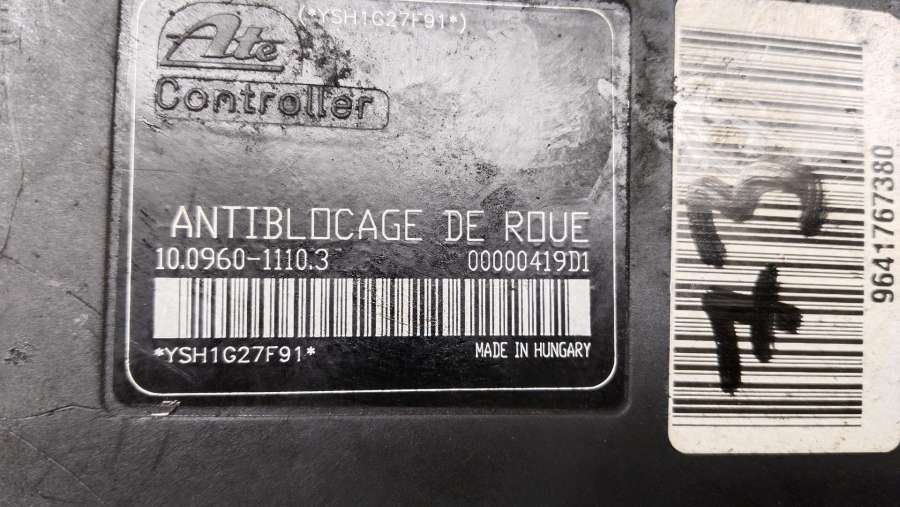 (*YSH1G27F91*)
Ate
Controller
ANTIBLOCAGE DE ROUE
10.0960-1110.3 00000419D1
*YSH1G27F91* MADE IN HUNGARY
9641767380